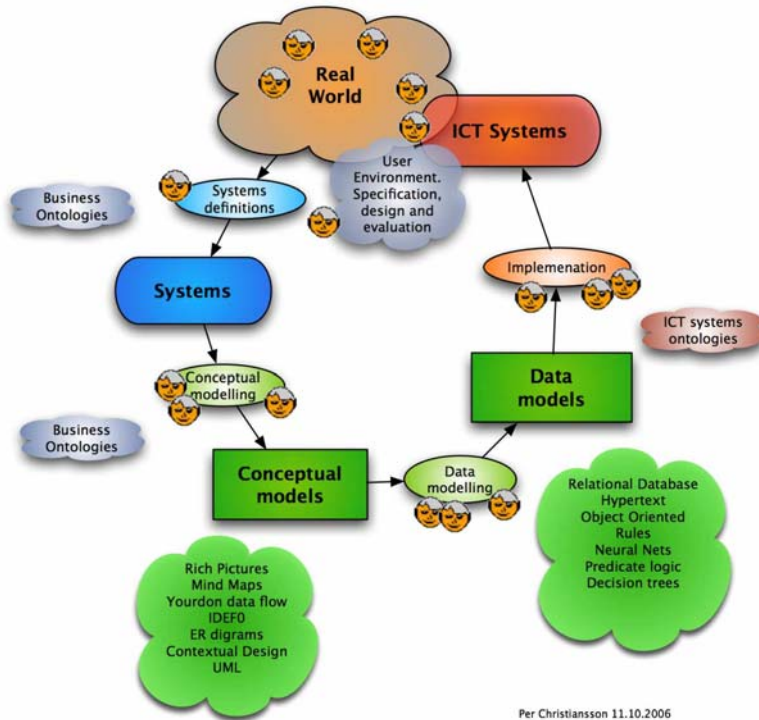 Real
World
ICT Systems
User
Environment.
Specification,
design and
evaluation
Business
Ontologies
Systems
definitions
Implemenation
Systems
ICT systems
ontologies
Conceptual
modelling
Data
models
Business
Ontologies
Conceptual
models
Data
modelling
Relational Database
Hypertext
Object Oriented
Rules
Neural Nets
Predicate logic
Decision trees
Rich Pictures
Mind Maps
Yourdon data flow
IDEF0
ER digrams
Contextual Design
UML
Per Christiansson 11.10.2006